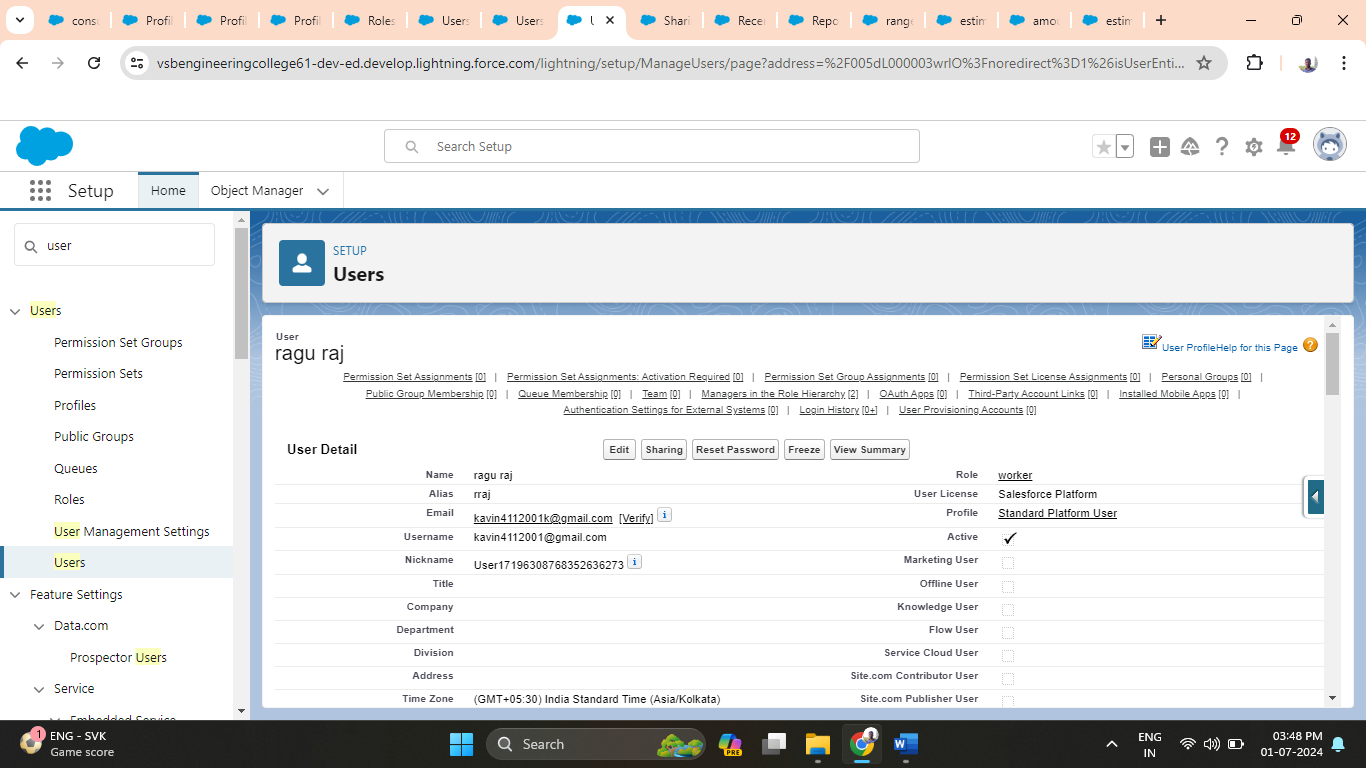 consu Profil Profil Profil Roles Users Users U Shari Recen Repo range estim amou estim
vsbengineeringcollege61-dev-ed.develop.lightning.force.com/lightning/setup/ManageUsers/page?address=%2F005dL000003wrlO%3Fnoredirect%3D1%26isUserEnti...
Search Setup
12
Setup
Home
Object Manager
user
SETUP
Users
Users
Permission Set Groups
Permission Sets
Profiles
Public Groups
Queues
Roles
User Management Settings
Users
Feature Settings
Data.com
Prospector Users
Service
Embedded Service
User
ragu raj
User ProfileHelp for this Page
Permission Set Assignments [0] | Permission Set Assignments: Activation Required [0] | Permission Set Group Assignments [0] | Permission Set License Assignments [0] | Personal Groups [0] |
Public Group Membership [0] | Queue Membership [0] | Team [0] | Managers in the Role Hierarchy [2] | OAuth Apps [0] | Third-Party Account Links [0] | Installed Mobile Apps [0] |
Authentication Settings for External Systems [0] | Login History [0+] | User Provisioning Accounts [0]
User Detail
Edit Sharing Reset Password Freeze View Summary
Name ragu raj Role worker
Alias rraj User License Salesforce Platform
Email kavin4112001k@gmail.com [Verify] i Profile Standard Platform User
Username kavin4112001@gmail.com Active
Nickname User17196308768352636273 i Marketing User
Title Offline User
Company Knowledge User
Department Flow User
Division Service Cloud User
Address Site.com Contributor User
Time Zone (GMT+05:30) India Standard Time (Asia/Kolkata) Site.com Publisher User
1
ENG - SVK
Game score
Search
ENG
IN
03:48 PM
01-07-2024